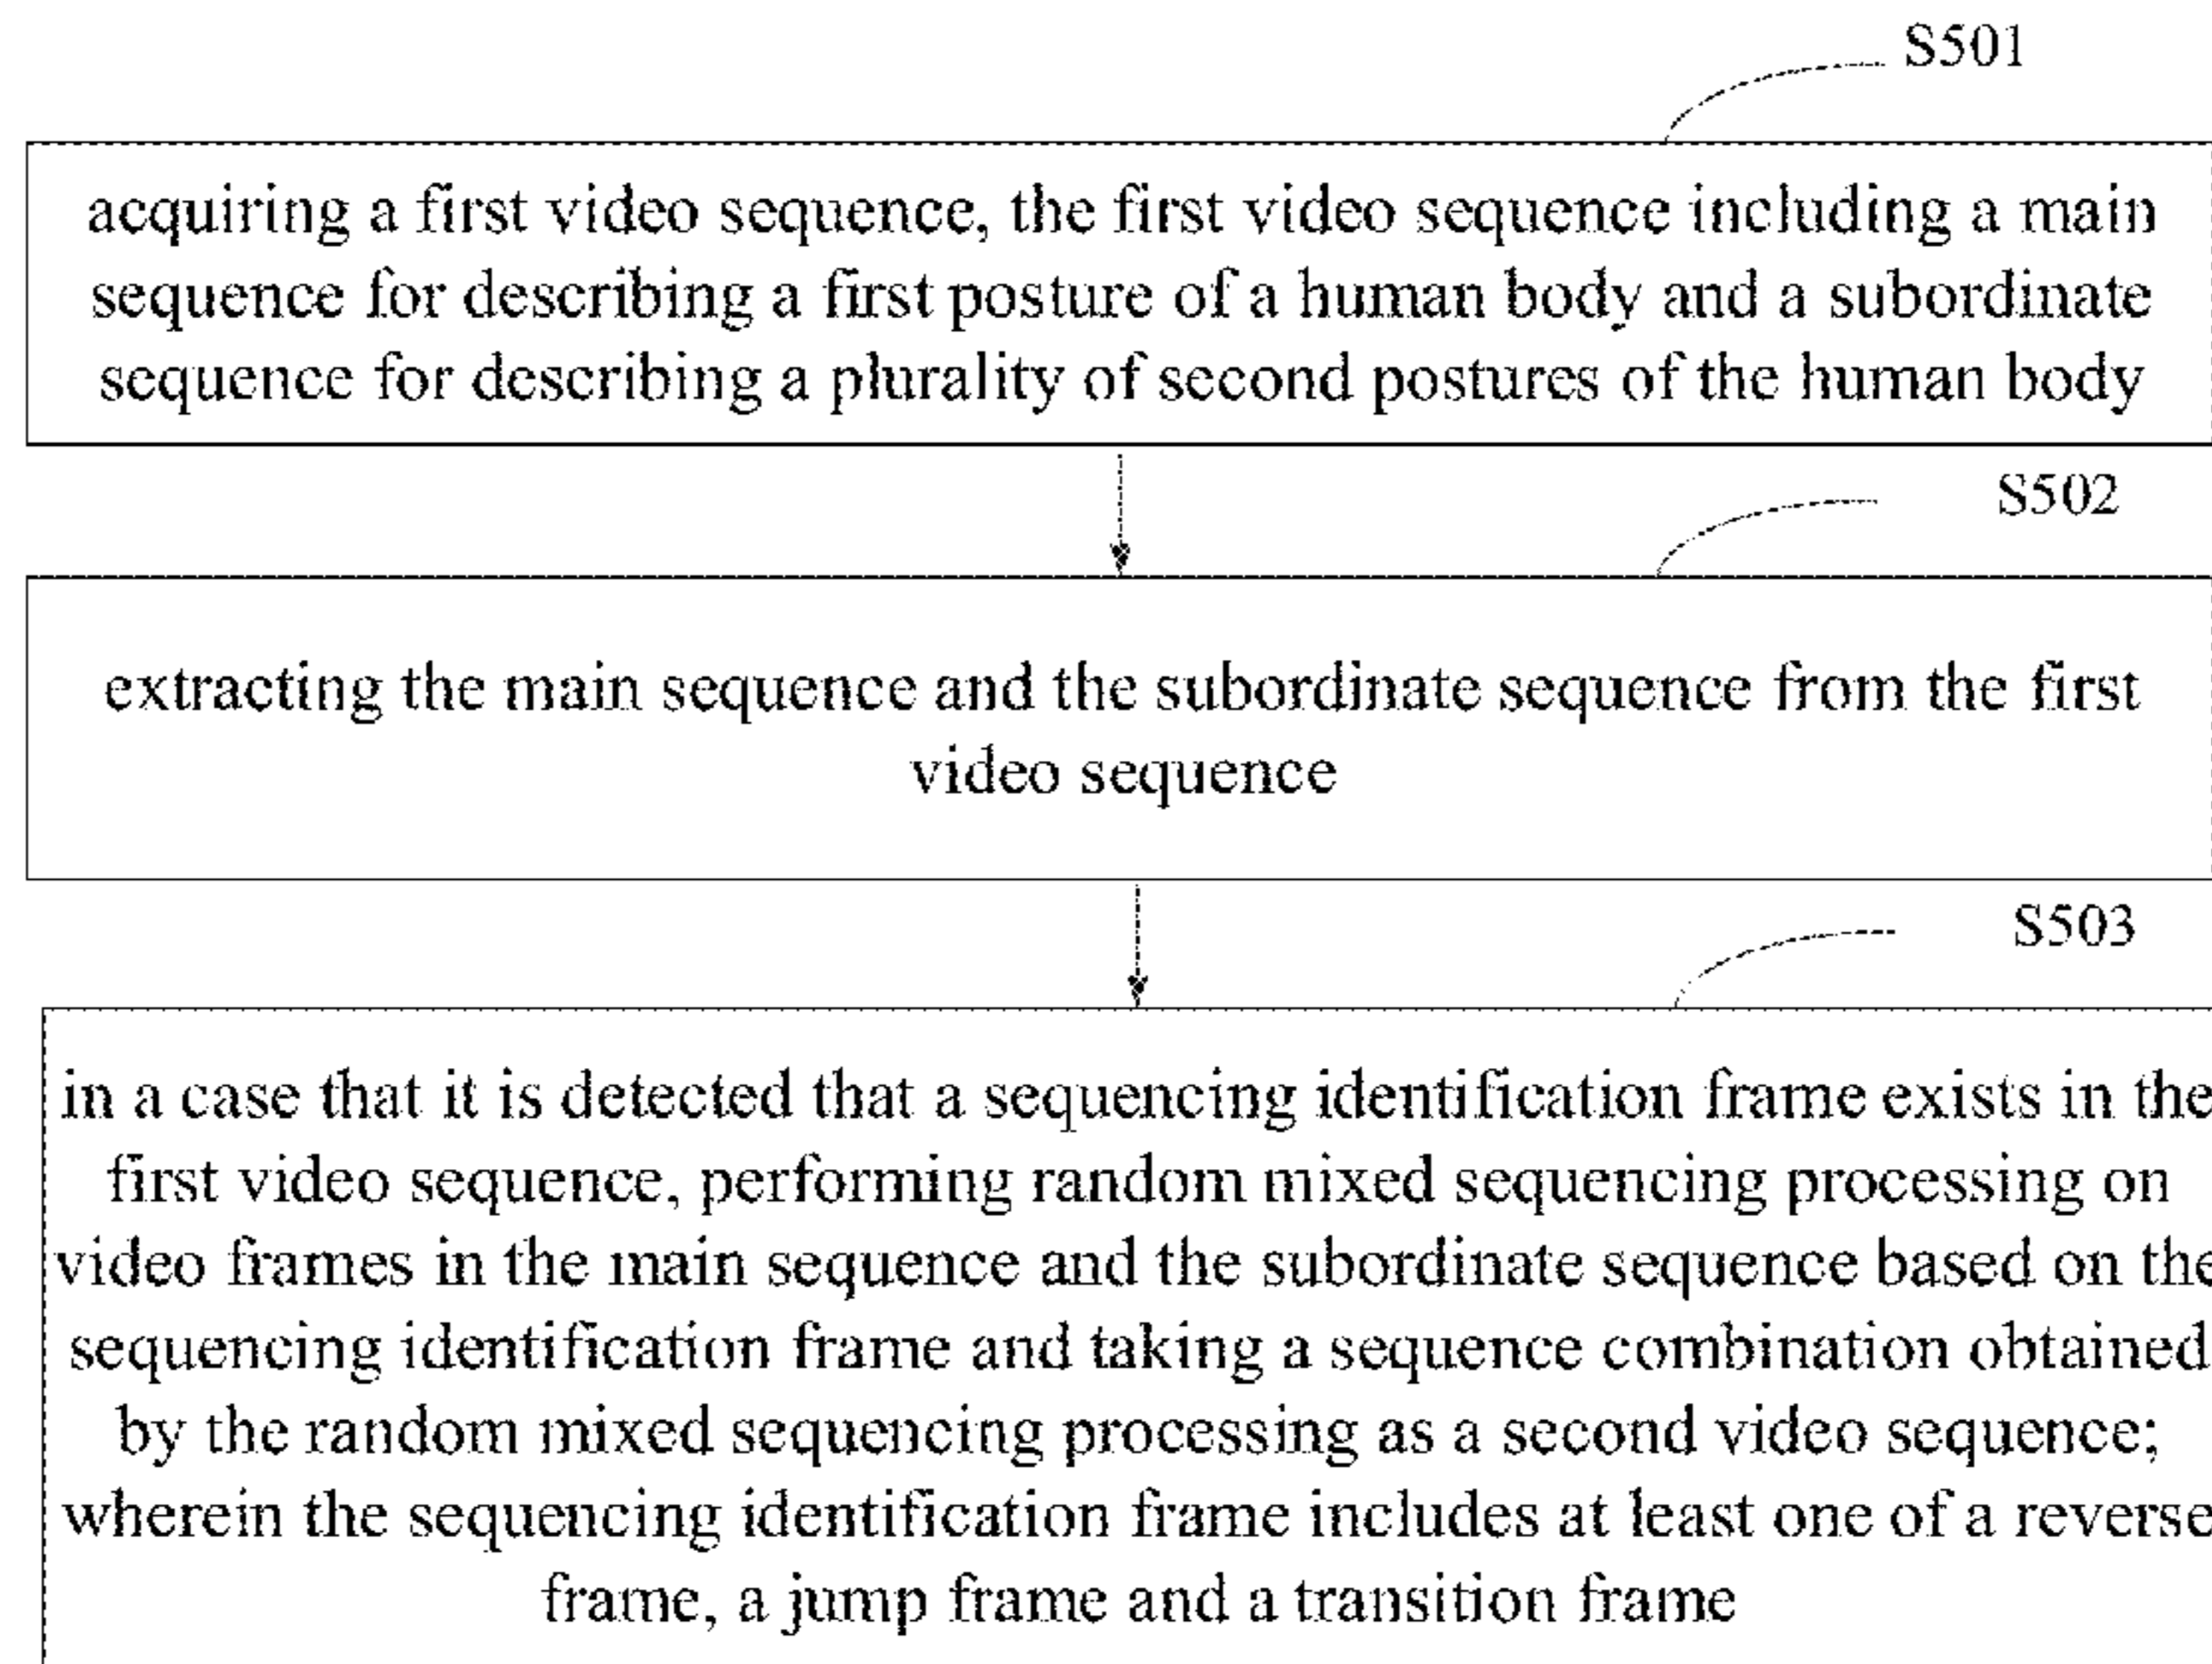 S501
acquiring a first video sequence, the first video sequence including a main
sequence for describing a first posture of a human body and a subordinate
sequence for describing a plurality of second postures of the human body
S502
extracting the main sequence and the subordinate sequence from the first
video sequence
S503
in a case that it is detected that a sequencing identification frame exists in the
first video sequence, performing random mixed sequencing processing on
video frames in the main sequence and the subordinate sequence based on the
sequencing identification frame and taking a sequence combination obtained
by the random mixed sequencing processing as a second video sequence;
wherein the sequencing identification frame includes at least one of a reverse
frame, a jump frame and a transition frame